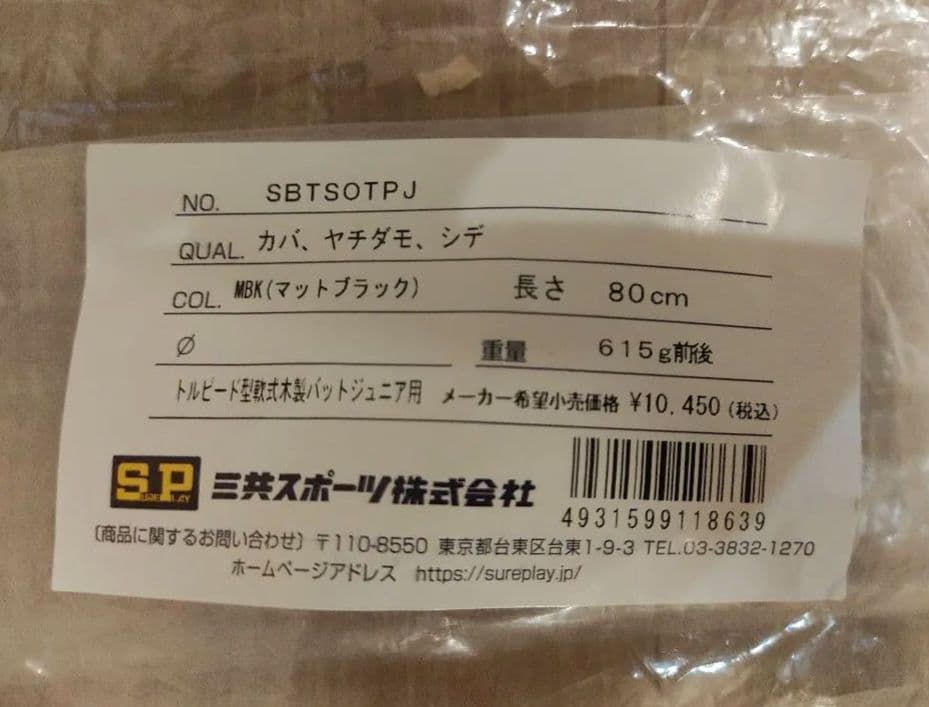 NO. SBTSOTPJ
QUAL. カバ、ヤチダモ、シデ
COL. MBK(マットブラック) 長さ 80cm
Ø 重量 615g前後
トルピード型軟式木製バットジュニア用 メーカー希望小売価格 ¥10,450(税込)
SP SUREPLAY 三共スポーツ株式会社
4931599118639
〔商品に関するお問い合わせ〕〒110-8550 東京都台東区台東1-9-3 TEL.03-3832-1270
ホームページアドレス https://sureplay.jp/